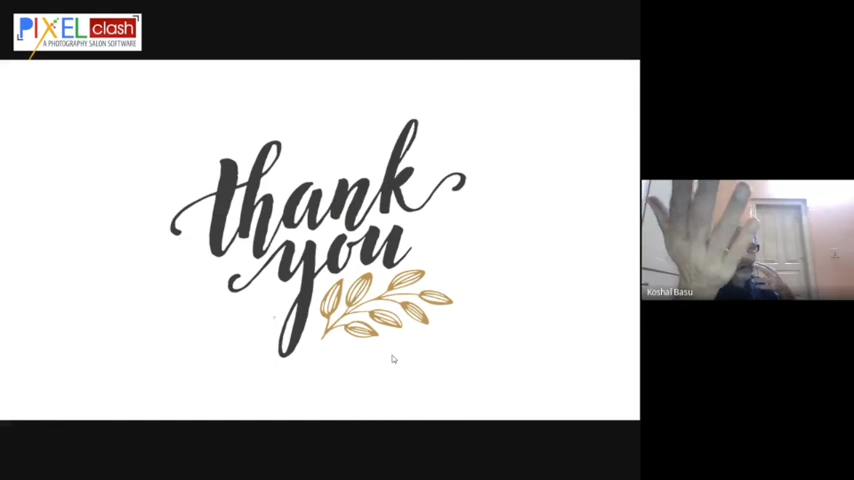 PIXEL clash
A PHOTOGRAPHY SALON SOFTWARE
thank
you
Koshal Basu